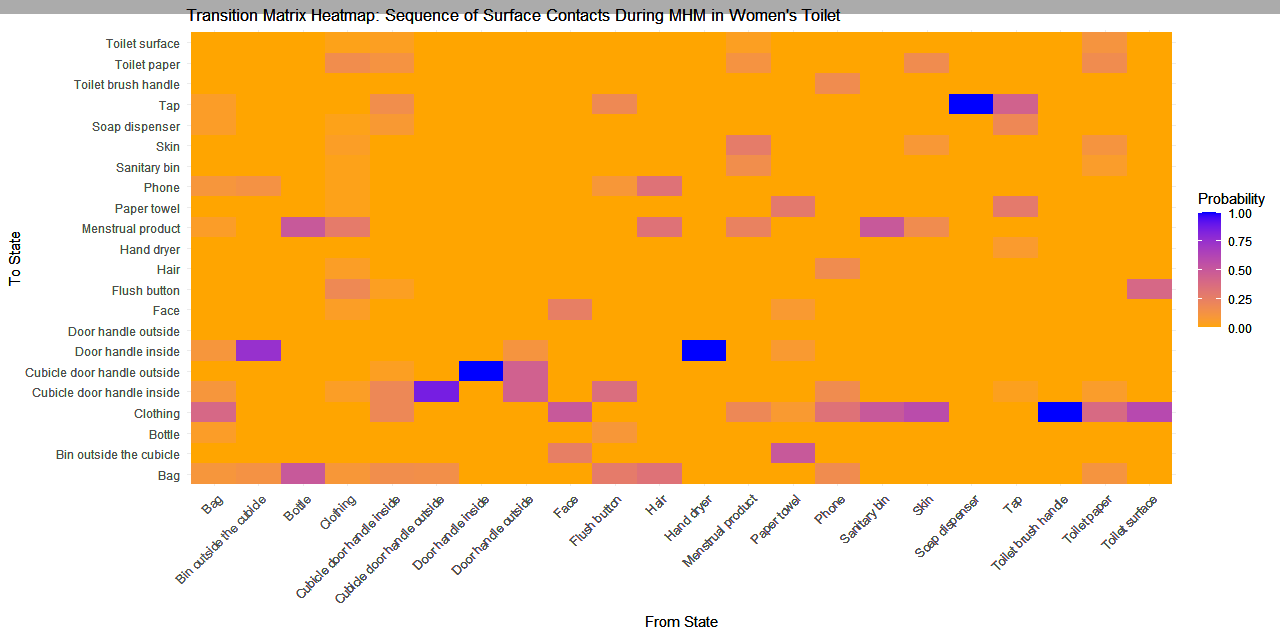 Transition Matrix Heatmap: Sequence of Surface Contacts During MHM in Women's Toilet
To State
Toilet surface
Toilet paper
Toilet brush handle
Tap
Soap dispenser
Skin
Sanitary bin
Phone
Paper towel
Menstrual product
Hand dryer
Hair
Flush button
Face
Door handle outside
Door handle inside
Cubicle door handle outside
Cubicle door handle inside
Clothing
Bottle
Bin outside the cubicle
Bag
Bag
Bin outside the cubicle
Bottle
Clothing
Cubicle door handle inside
Cubicle door handle outside
Door handle inside
Door handle outside
Face
Flush button
Hair
Hand dryer
Menstrual product
Paper towel
Phone
Sanitary bin
Skin
Soap dispenser
Tap
Toilet brush handle
Toilet paper
Toilet surface
From State
Probability
1.00
0.75
0.50
0.25
0.00